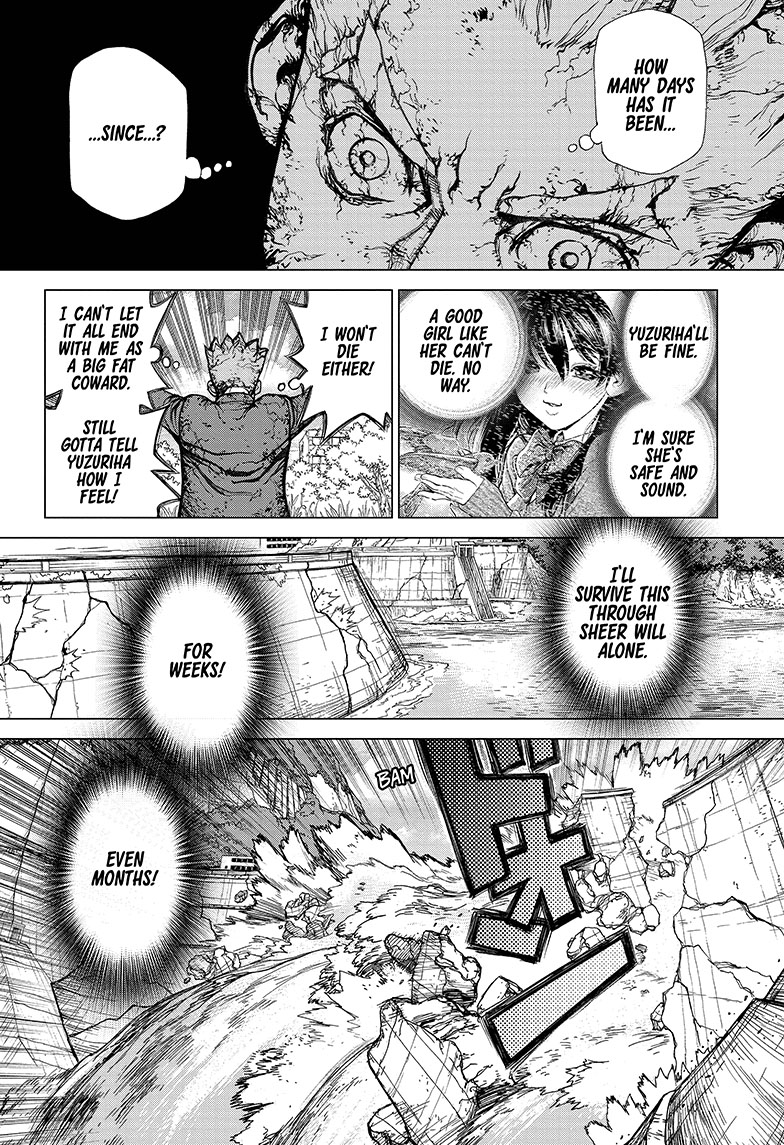 HOW
MANY DAYS
HAS IT
BEEN...
...SINCE...?
YUZURIHA'LL
BE FINE.
I'M SURE
SHE'S
SAFE AND
SOUND.
A GOOD
GIRL LIKE
HER CAN'T
DIE. NO
WAY.
I WON'T
DIE
EITHER!
I CAN'T LET
IT ALL END
WITH ME AS
A BIG FAT
COWARD.
STILL
GOTTA TELL
YUZURIHA
HOW I
FEEL!
I'LL
SURVIVE THIS
THROUGH
SHEER WILL
ALONE.
FOR
WEEKS!
BAM
EVEN
MONTHS!